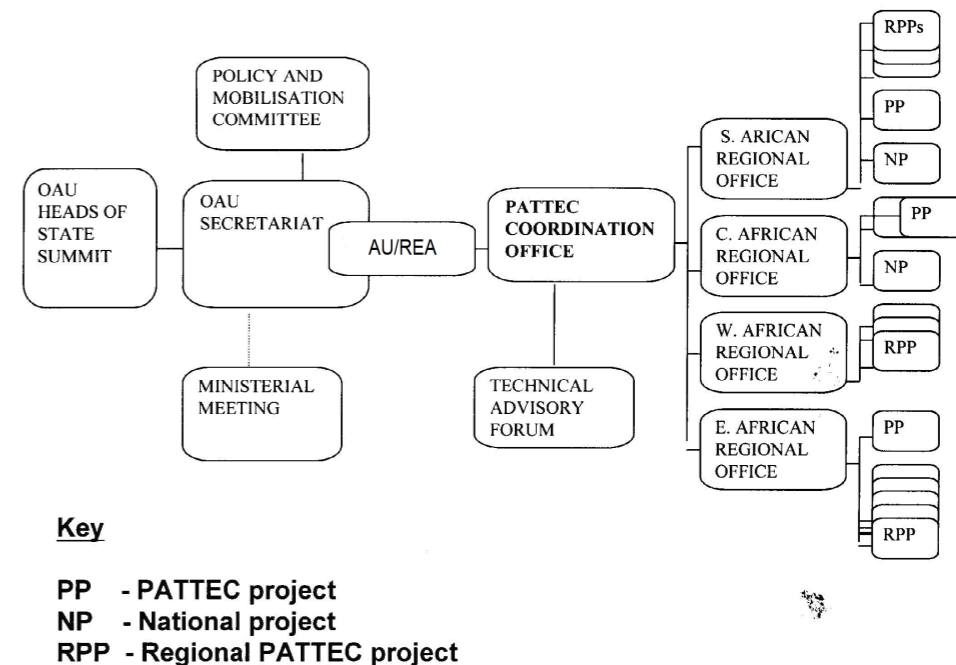 POLICY AND
MOBILISATION
COMMITTEE
OAU
HEADS OF
STATE
SUMMIT
OAU
SECRETARIAT
AU/REA
PATTEC
COORDINATION
OFFICE
MINISTERIAL
MEETING
TECHNICAL
ADVISORY
FORUM
S. ARICAN
REGIONAL
OFFICE
RPPs
PP
NP
C. AFRICAN
REGIONAL
OFFICE
PP
NP
W. AFRICAN
REGIONAL
OFFICE
RPP
E. AFRICAN
REGIONAL
OFFICE
PP
RPP
Key
PP - PATTEC project
NP - National project
RPP - Regional PATTEC project